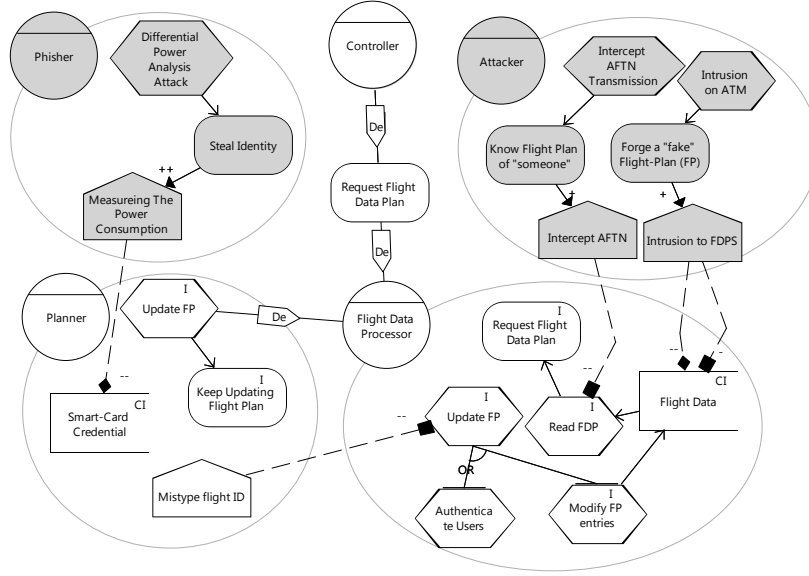 Phisher
Differential
Power
Analysis
Attack
Steal Identity
++
Measureing The
Power
Consumption
Controller
De
Request Flight
Data Plan
De
Attacker
Intercept
AFTN
Transmission
Intrusion
on ATM
Know Flight Plan
of "someone"
Forge a "fake"
Flight-Plan (FP)
+
+
Intercept AFTN
Intrusion to FDPS
Planner
I
Update FP
De
Flight Data
Processor
I
Keep Updating
Flight Plan
--
CI
Smart-Card
Credential
Mistype flight ID
--
I
Request Flight
Data Plan
--
--
-
I
Update FP
I
Read FDP
CI
Flight Data
OR
Authentica
te Users
I
Modify FP
entries